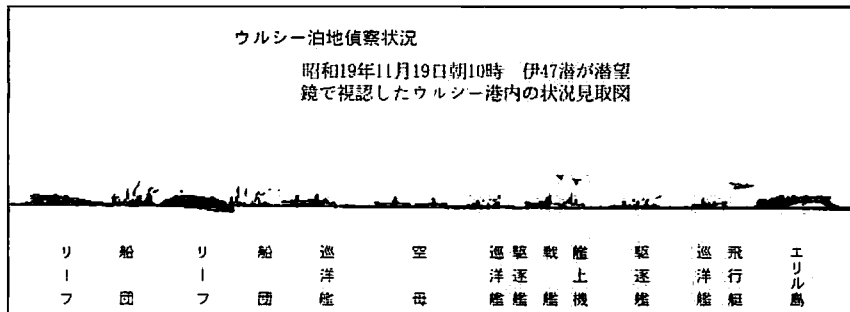 ウルシー泊地偵察状況
昭和19年11月19日朝10時　伊47潜が潜望
鏡で視認したウルシー港内の状況見取図
リーフ
船団
リーフ
船団
巡洋艦
空母
巡洋艦
駆逐艦
戦艦
艦上機
駆逐艦
巡洋艦
飛行艇
エリル島